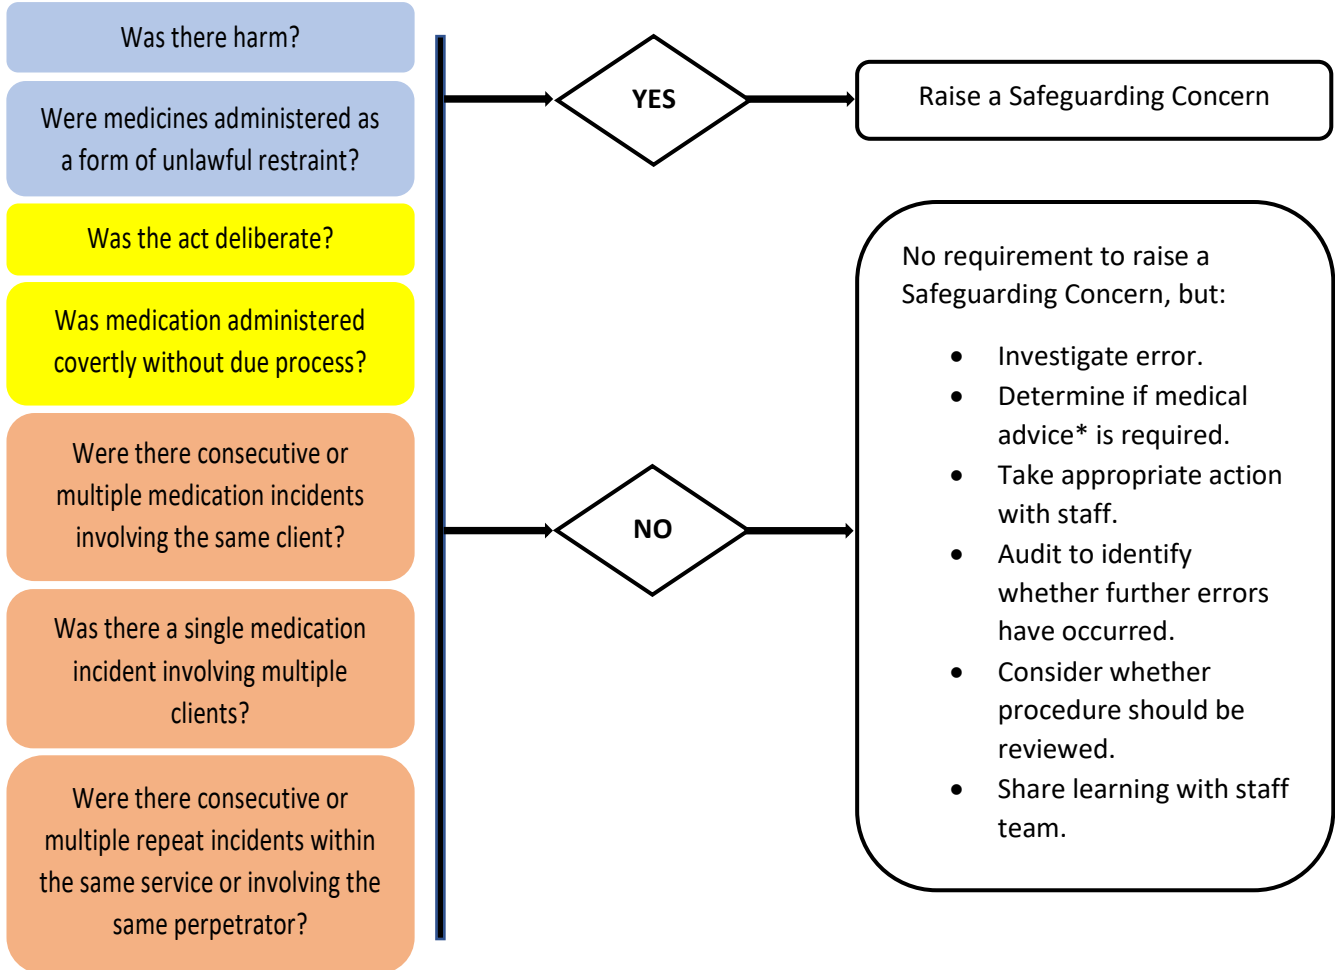 Was there harm?
Were medicines administered as
a form of unlawful restraint?
Was the act deliberate?
Was medication administered
covertly without due process?
Were there consecutive or
multiple medication incidents
involving the same client?
Was there a single medication
incident involving multiple
clients?
Were there consecutive or
multiple repeat incidents within
the same service or involving the
same perpetrator?
YES
Raise a Safeguarding Concern
NO
No requirement to raise a
Safeguarding Concern, but:
• Investigate error.
• Determine if medical
advice* is required.
• Take appropriate action
with staff.
• Audit to identify
whether further errors
have occurred.
• Consider whether
procedure should be
reviewed.
• Share learning with staff
team.